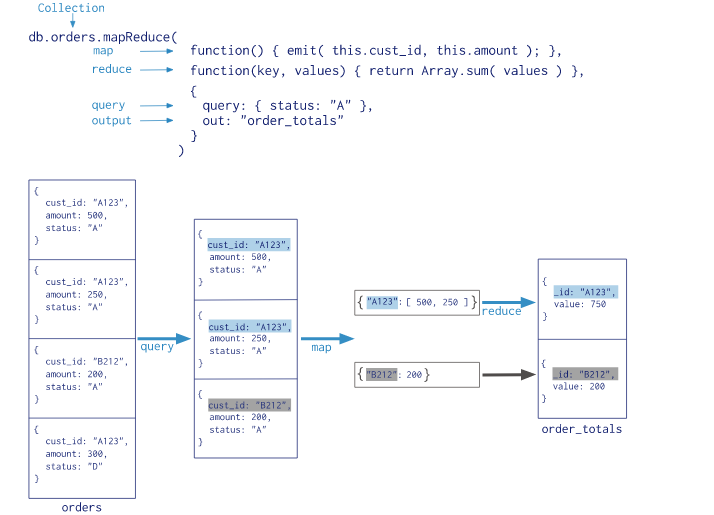 Collection
db.orders.mapReduce(
map function() { emit( this.cust_id, this.amount ); },
reduce function(key, values) { return Array.sum( values ) },
{
query query: { status: "A" },
output out: "order_totals"
}
)
{
cust_id: "A123",
amount: 500,
status: "A"
}
{
cust_id: "A123",
amount: 250,
status: "A"
}
{
cust_id: "B212",
amount: 200,
status: "A"
}
{
cust_id: "A123",
amount: 300,
status: "D"
}
orders
query
{
cust_id: "A123",
amount: 500,
status: "A"
}
{
cust_id: "A123",
amount: 250,
status: "A"
}
{
cust_id: "B212",
amount: 200,
status: "A"
}
map
{ "A123": [ 500, 250 ] }
{ "B212": 200 }
reduce
{
_id: "A123",
value: 750
}
{
_id: "B212",
value: 200
}
order_totals